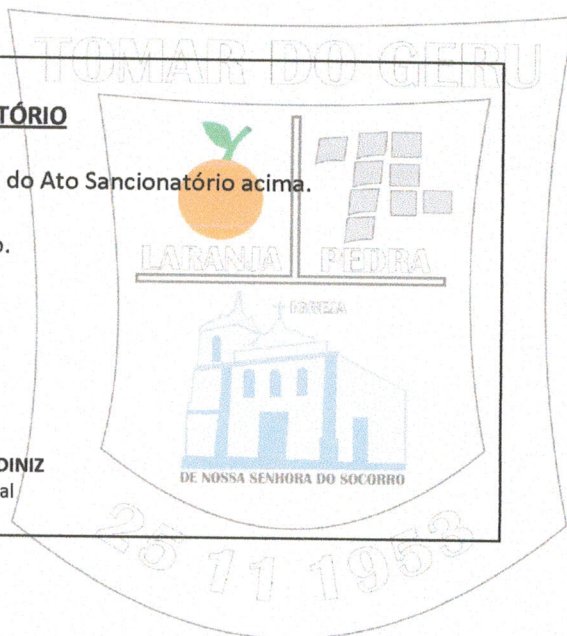 TOMAR DO GERU
TÓRIO
do Ato Sancionatório acima.
o.
LARANJA PEDRA
IGREJA
DINIZ
al
DE NOSSA SENHORA DO SOCORRO
25 11 1953